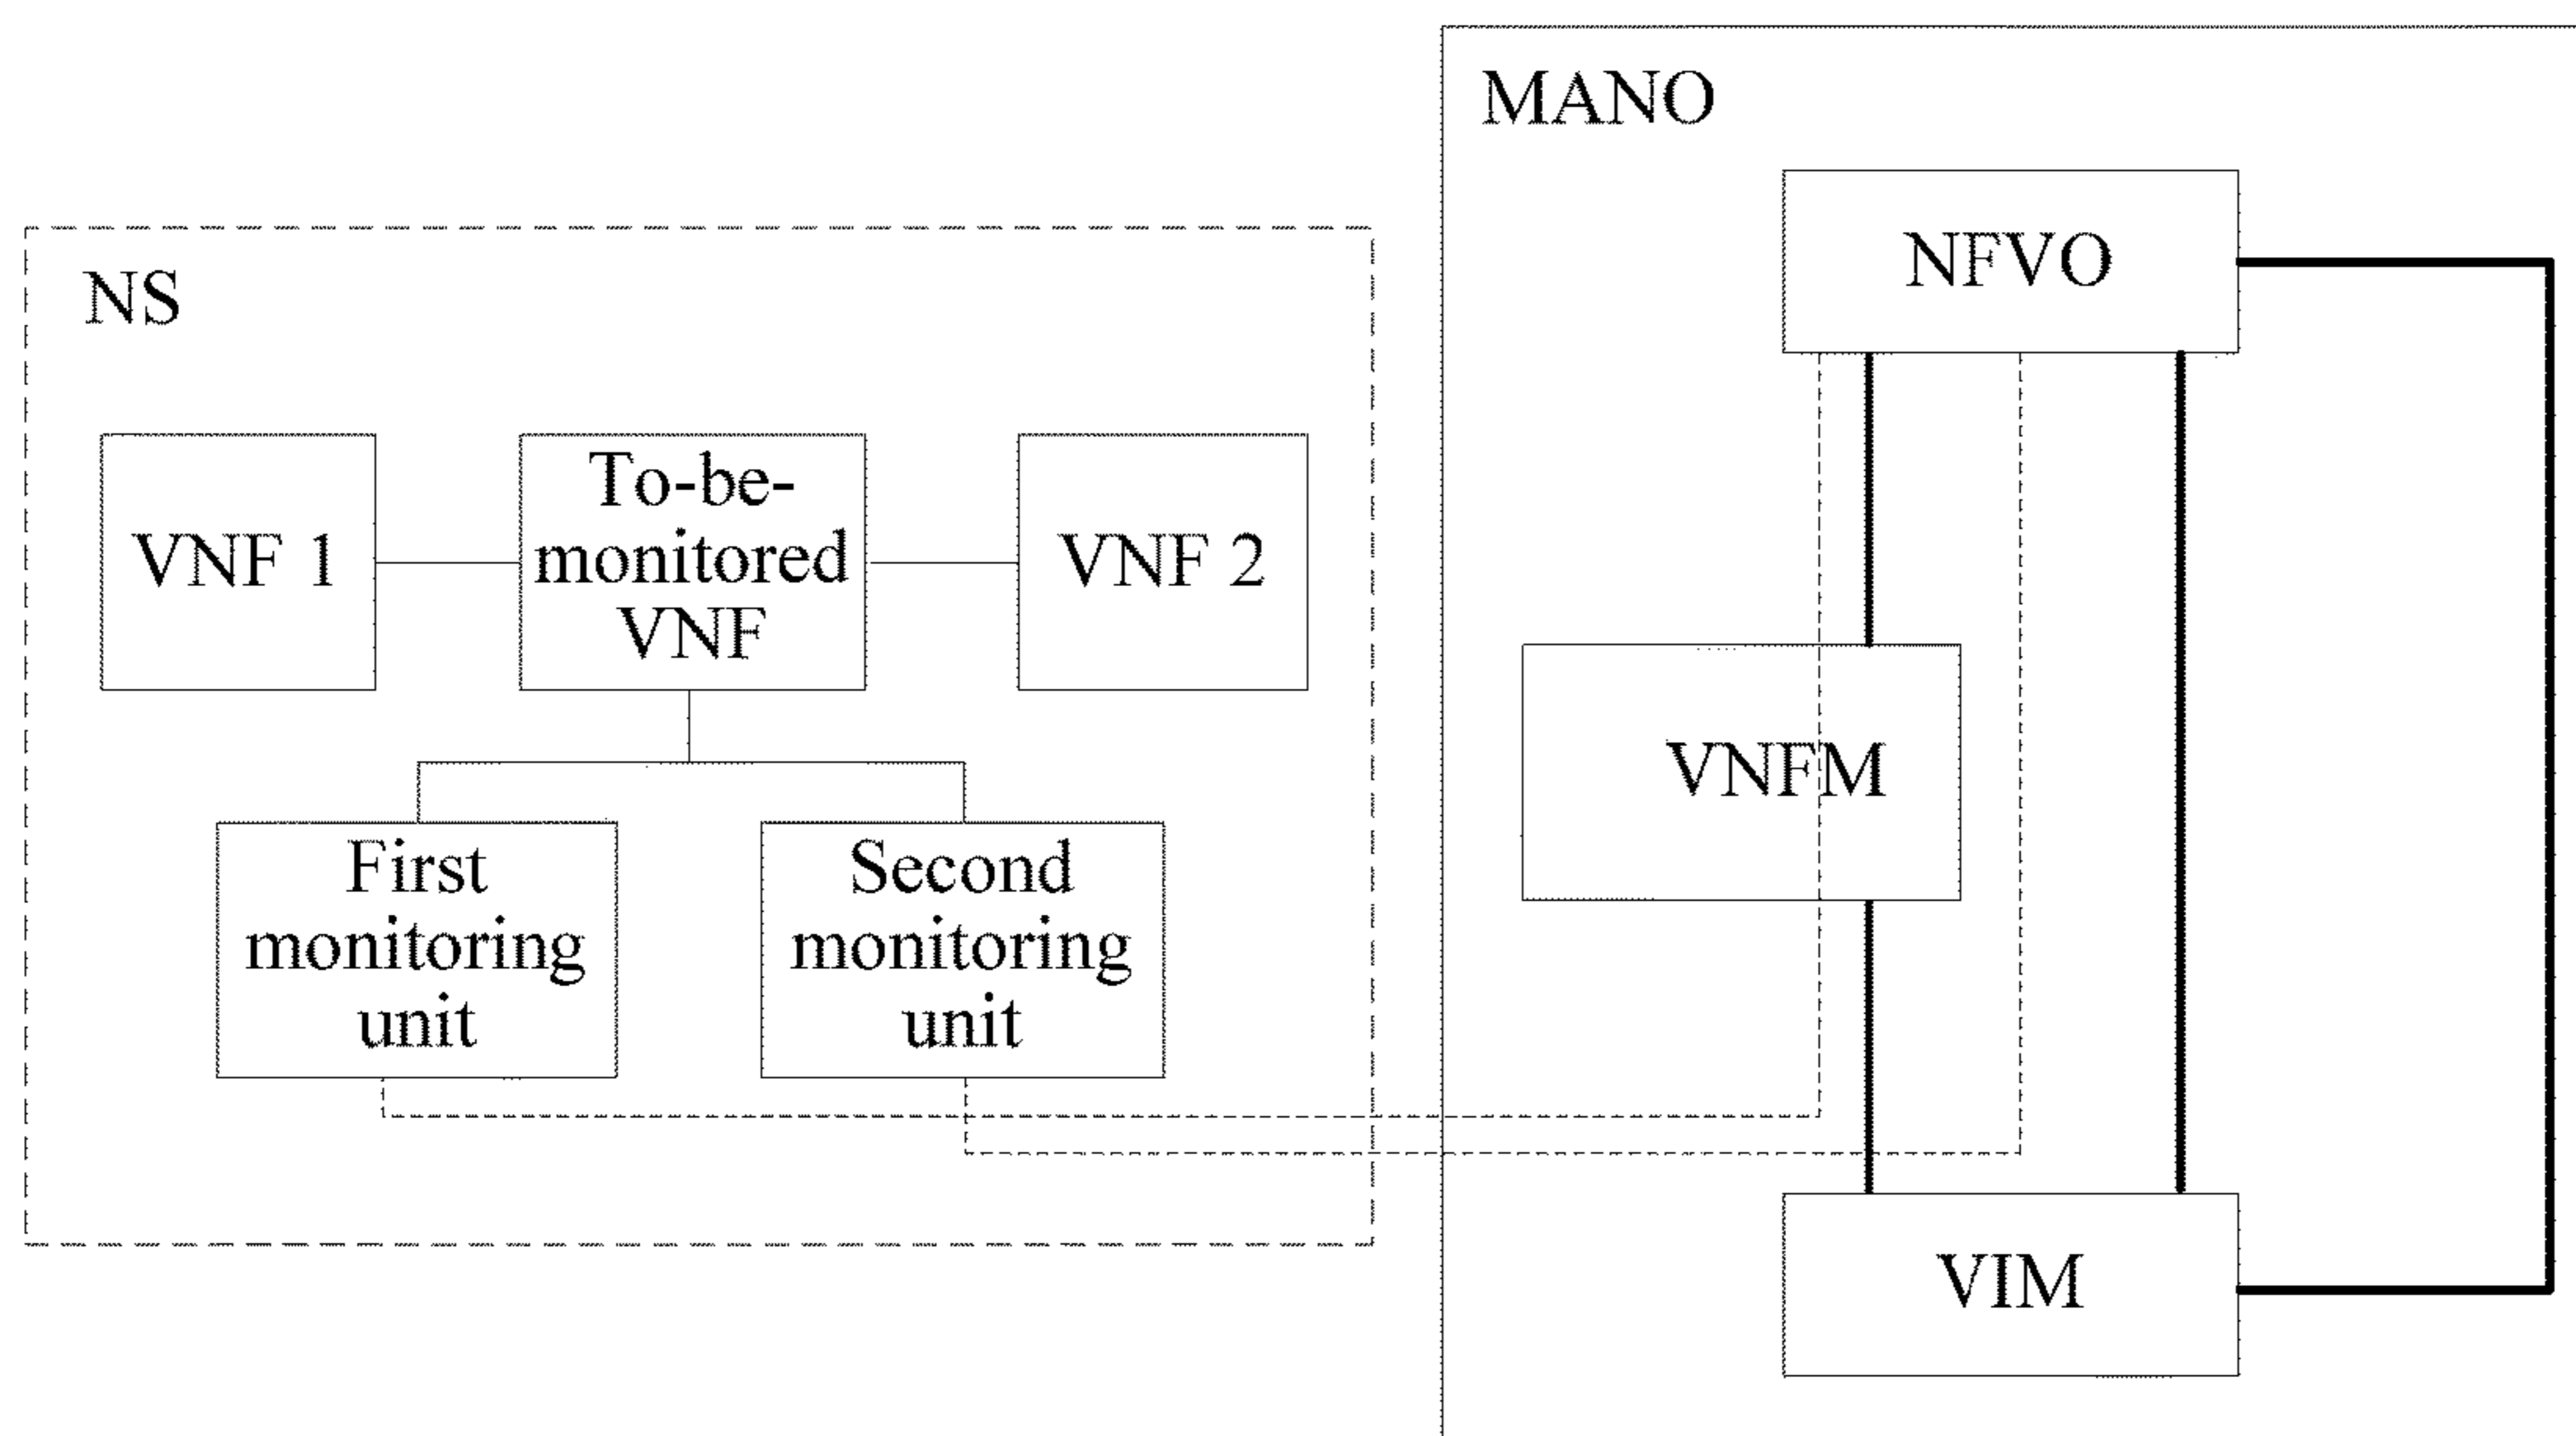 MANO
NFVO
NS
VNF 1
To-be-
monitored
VNF
VNF 2
VNFM
First
monitoring
unit
Second
monitoring
unit
VIM